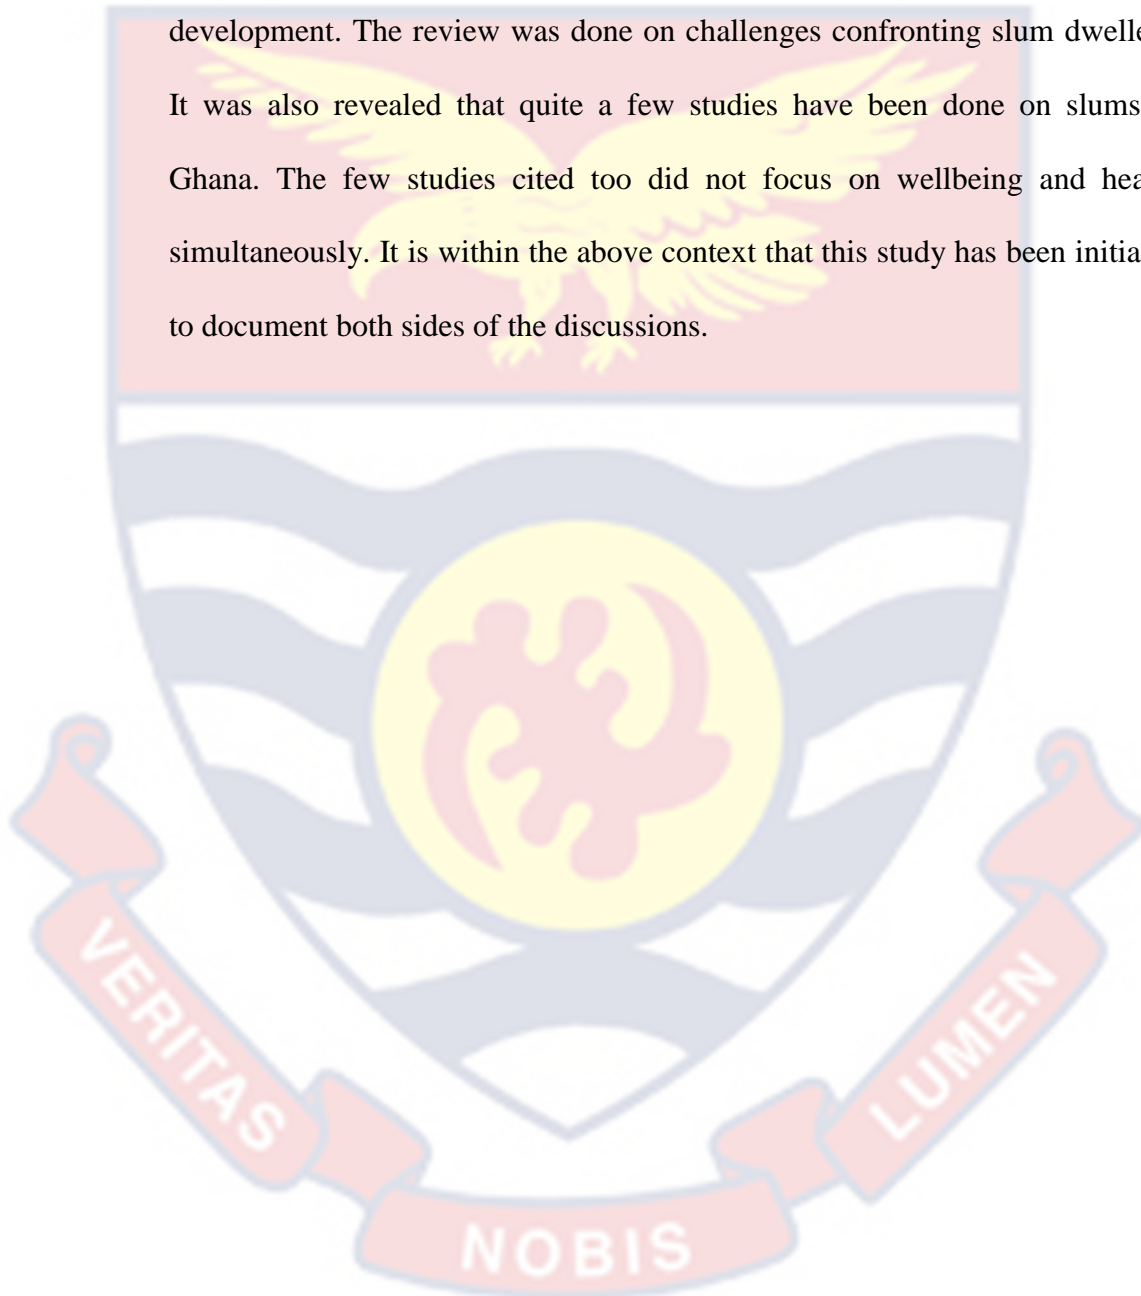 development. The review was done on challenges confronting slum dwelle
It was also revealed that quite a few studies have been done on slums
Ghana. The few studies cited too did not focus on wellbeing and hea
simultaneously. It is within the above context that this study has been initia
to document both sides of the discussions.
VERITAS
NOBIS
LUMEN